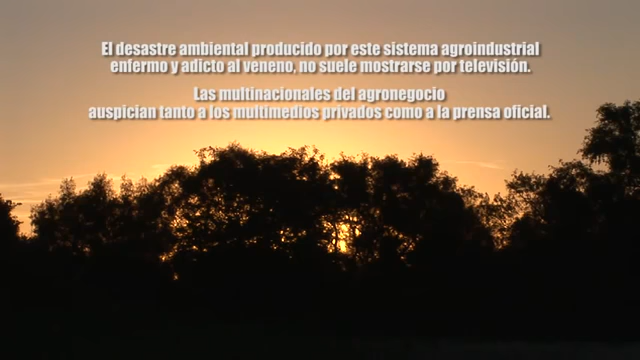 El desastre ambiental producido por este sistema agroindustrial
enfermo y adicto al veneno, no suele mostrarse por televisión.
Las multinacionales del agronegocio
auspician tanto a los multimedios privados como a la prensa oficial.